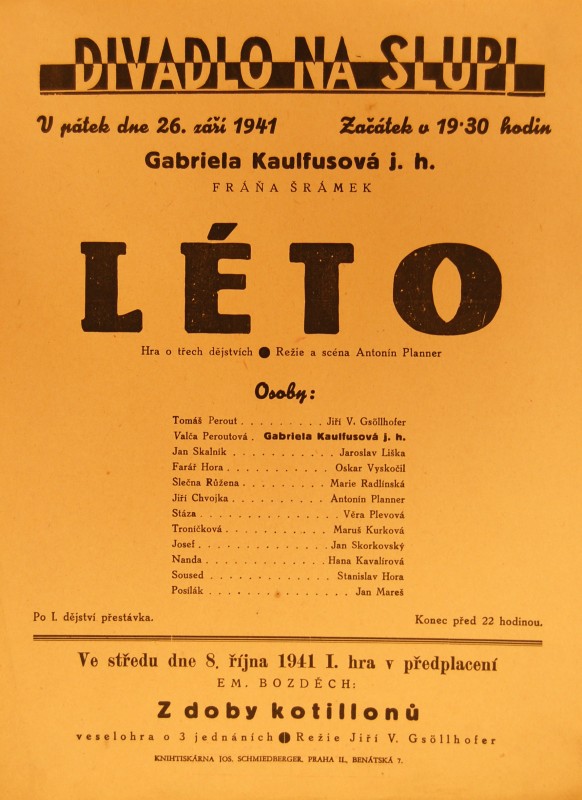 DIVADLO NA SLUPI
V pátek dne 26. září 1941 Začátek v 19·30 hodin
Gabriela Kaulfusová j. h.
FRÁŇA ŠRÁMEK
LÉTO
Hra o třech dějstvích ● Režie a scéna Antonín Planner
Osoby:
Tomáš Perout . . . . . . . . . Jiří V. Gsöllhofer
Valča Peroutová . Gabriela Kaulfusová j. h.
Jan Skalník . . . . . . . . . . . Jaroslav Liška
Farář Hora . . . . . . . . . . Oskar Vyskočil
Slečna Růžena . . . . . . . . . Marie Radlínská
Jiří Chvojka . . . . . . . . . . Antonín Planner
Stáza . . . . . . . . . . . . . . . Věra Plevová
Troníčková . . . . . . . . . . . Maruš Kurková
Josef . . . . . . . . . . . . . . Jan Skorkovský
Nanda . . . . . . . . . . . . . Hana Kavalírová
Soused . . . . . . . . . . . . Stanislav Hora
Posilák . . . . . . . . . . . . . . . Jan Mareš
Po I. dějství přestávka. Konec před 22 hodinou.
Ve středu dne 8. října 1941 I. hra v předplacení
EM. BOZDĚCH:
Z doby kotillonů
veselohra o 3 jednáních ● Režie Jiří V. Gsöllhofer
KNIHTISKÁRNA JOS. SCHMIEDBERGER, PRAHA II., BENÁTSKÁ 7.